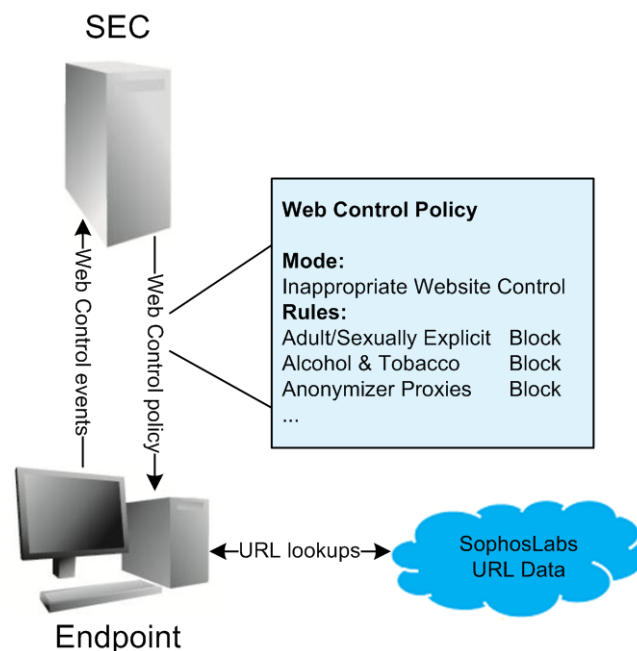 SEC
Web Control events
Web Control policy
Web Control Policy
Mode:
Inappropriate Website Control
Rules:
Adult/Sexually Explicit Block
Alcohol & Tobacco Block
Anonymizer Proxies Block
...
URL lookups
SophosLabs
URL Data
Endpoint